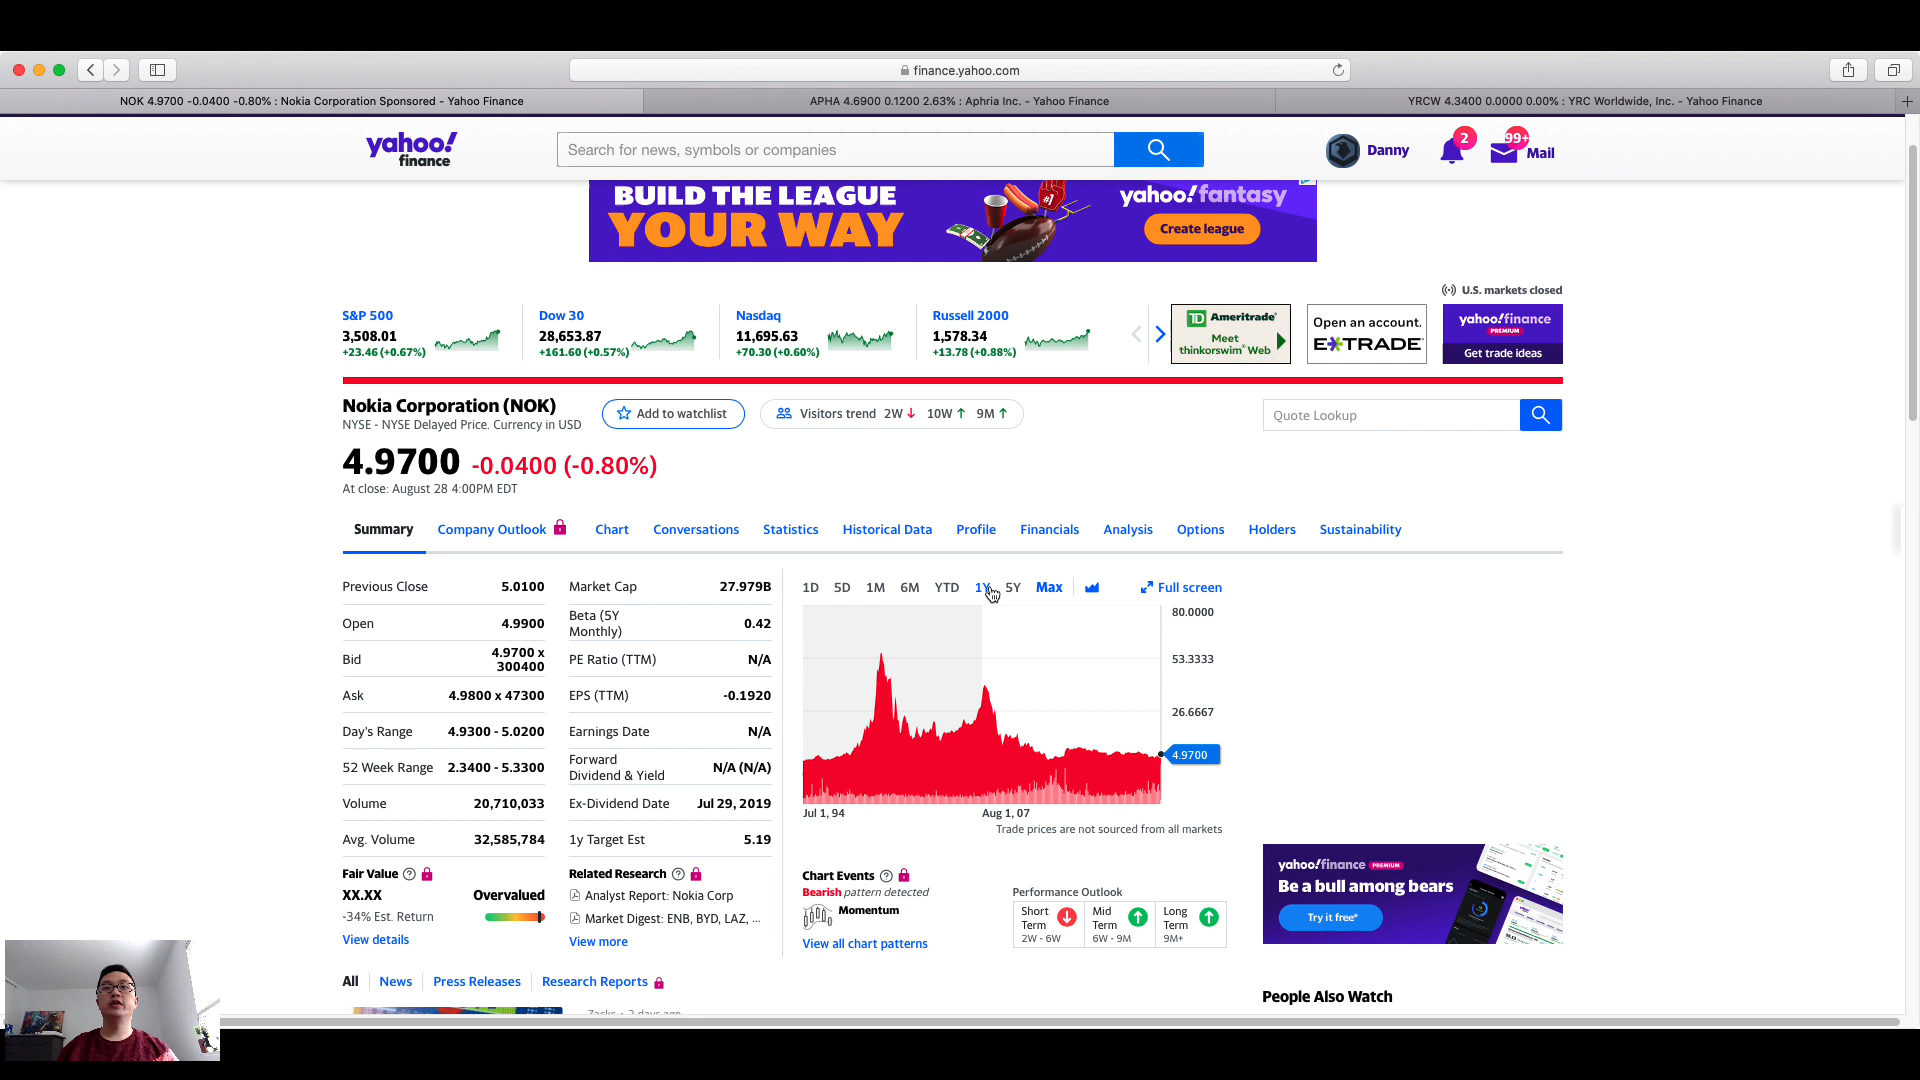 finance.yahoo.com
NOK 4.9700 -0.0400 -0.80% : Nokia Corporation Sponsored - Yahoo Finance
APHA 4.6900 0.1200 2.63% : Aphria Inc. - Yahoo Finance
YRCW 4.3400 0.0000 0.00% : YRC Worldwide, Inc. - Yahoo Finance
yahoo!
finance
Search for news, symbols or companies
Danny
2
99+
Mail
BUILD THE LEAGUE
YOUR WAY
#1
yahoo!fantasy
Create league
U.S. markets closed
S&P 500
3,508.01
+23.46 (+0.67%)
Dow 30
28,653.87
+161.60 (+0.57%)
Nasdaq
11,695.63
+70.30 (+0.60%)
Russell 2000
1,578.34
+13.78 (+0.88%)
TD Ameritrade
Meet
thinkorswim® Web
Open an account.
E*TRADE
yahoo!finance
PREMIUM
Get trade ideas
Nokia Corporation (NOK)
NYSE - NYSE Delayed Price. Currency in USD
Add to watchlist
Visitors trend 2W 10W 9M
Quote Lookup
4.9700 -0.0400 (-0.80%)
At close: August 28 4:00PM EDT
Summary Company Outlook Chart Conversations Statistics Historical Data Profile Financials Analysis Options Holders Sustainability
Previous Close 5.0100
Open 4.9900
Bid 4.9700 x
300400
Ask 4.9800 x 47300
Day's Range 4.9300 - 5.0200
52 Week Range 2.3400 - 5.3300
Volume 20,710,033
Avg. Volume 32,585,784
Market Cap 27.979B
Beta (5Y
Monthly) 0.42
PE Ratio (TTM) N/A
EPS (TTM) -0.1920
Earnings Date N/A
Forward
Dividend & Yield N/A (N/A)
Ex-Dividend Date Jul 29, 2019
1y Target Est 5.19
1D 5D 1M 6M YTD 1Y 5Y Max Full screen
80.0000
53.3333
26.6667
4.9700
Jul 1, 94 Aug 1, 07
Trade prices are not sourced from all markets
Fair Value
XX.XX Overvalued
-34% Est. Return
View details
Related Research
Analyst Report: Nokia Corp
Market Digest: ENB, BYD, LAZ, ...
View more
Chart Events
Bearish pattern detected
Momentum
View all chart patterns
Performance Outlook
Short
Term
2W - 6W
Mid
Term
6W - 9M
Long
Term
9M+
yahoo!finance PREMIUM
Be a bull among bears
Try it free*
All News Press Releases Research Reports
Zacks • 2 days ago
People Also Watch